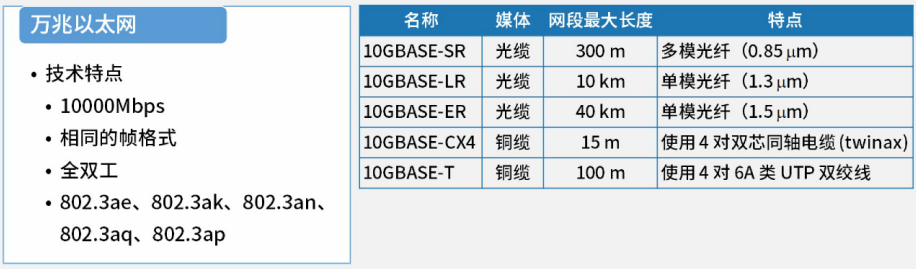 万兆以太网
• 技术特点
• 10000Mbps
• 相同的帧格式
• 全双工
• 802.3ae、802.3ak、802.3an、
802.3aq、802.3ap
名称 媒体 网段最大长度 特点
10GBASE-SR 光缆 300 m 多模光纤（0.85 μm）
10GBASE-LR 光缆 10 km 单模光纤（1.3 μm）
10GBASE-ER 光缆 40 km 单模光纤（1.5 μm）
10GBASE-CX4 铜缆 15 m 使用 4 对双芯同轴电缆 (twinax)
10GBASE-T 铜缆 100 m 使用 4 对 6A 类 UTP 双绞线